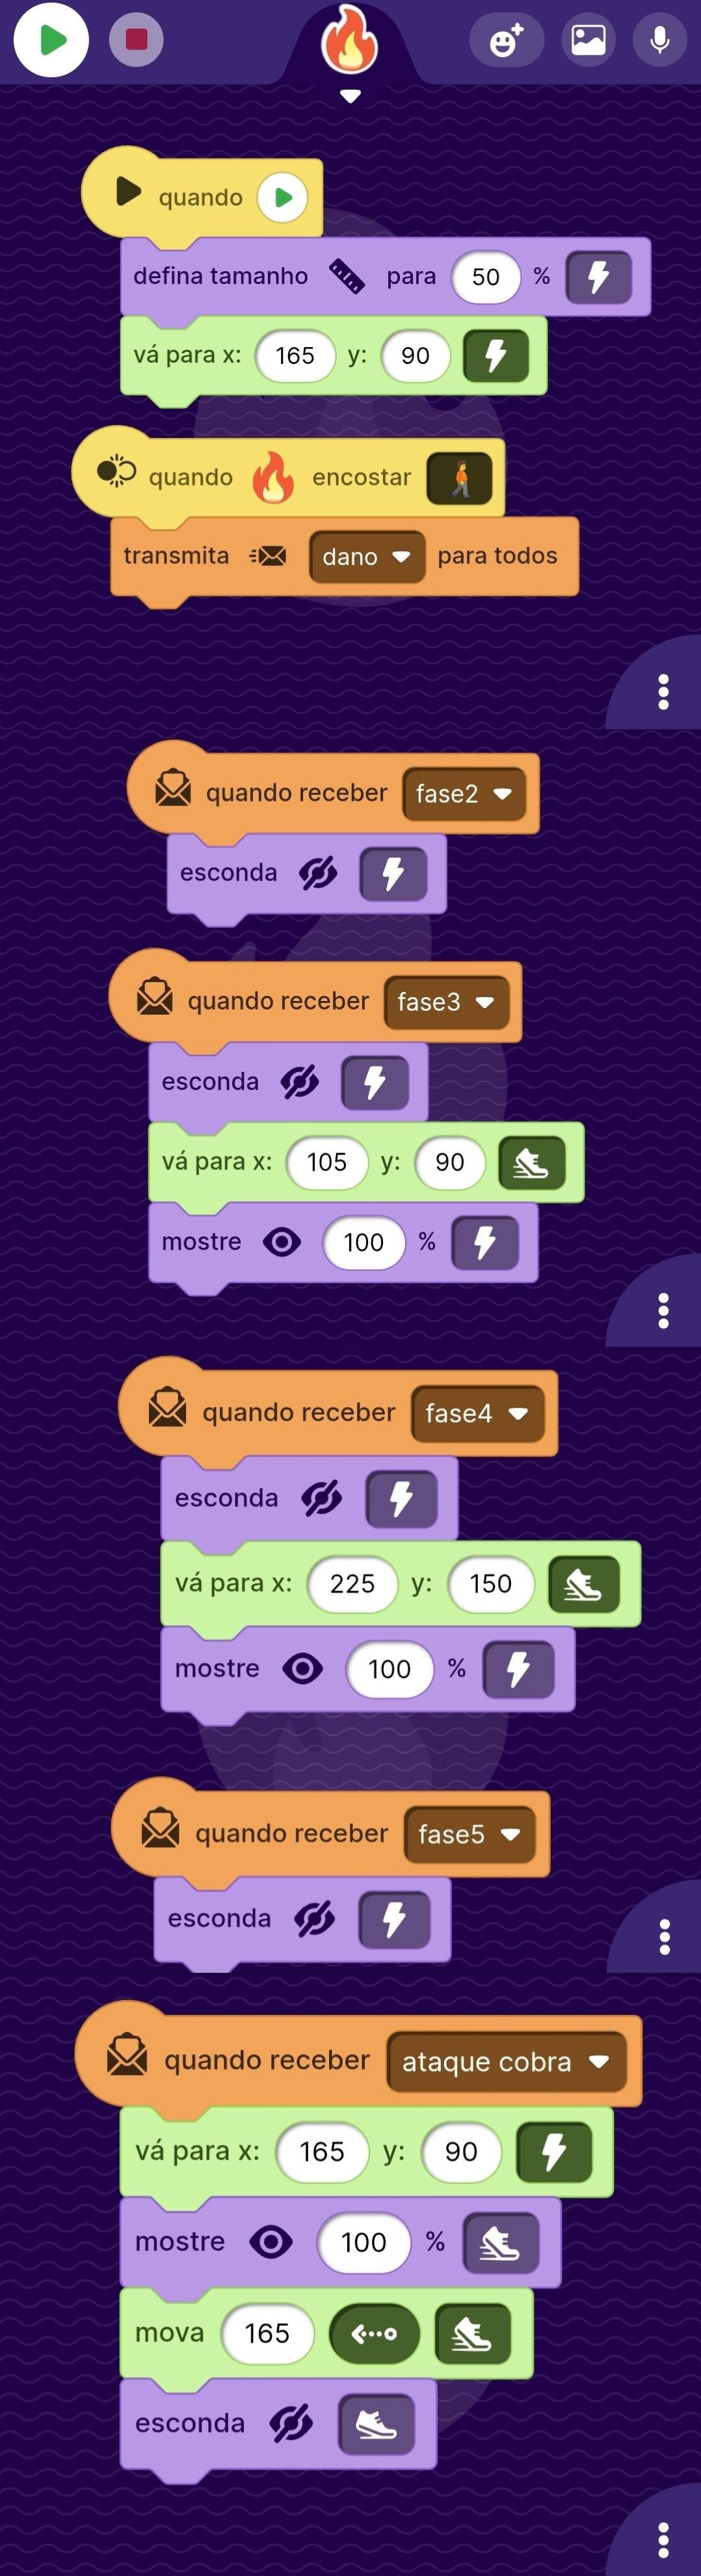 quando
defina tamanho para 50 %
vá para x: 165 y: 90
quando encostar
transmita dano para todos
quando receber fase2
esconda
quando receber fase3
esconda
vá para x: 105 y: 90
mostre 100 %
quando receber fase4
esconda
vá para x: 225 y: 150
mostre 100 %
quando receber fase5
esconda
quando receber ataque cobra
vá para x: 165 y: 90
mostre 100 %
mova 165
esconda